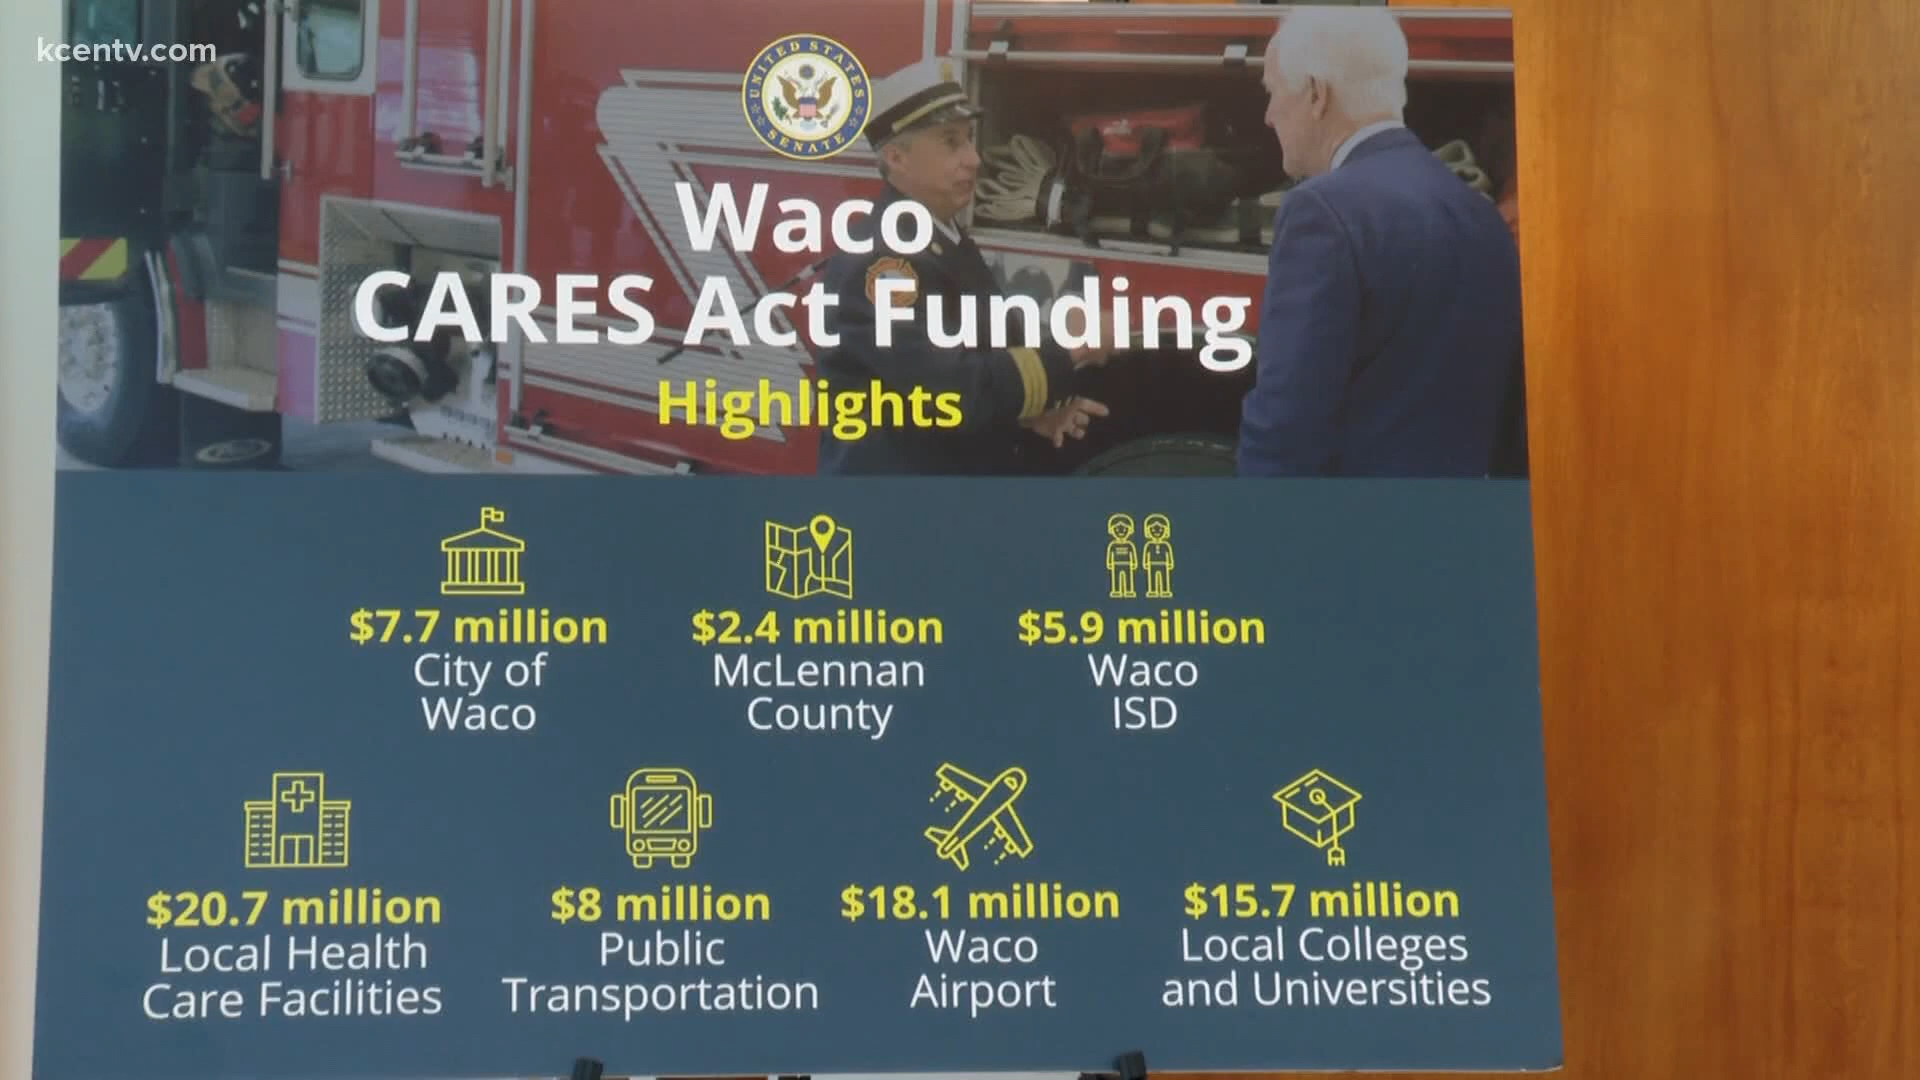 kcentv.com
UNITED STATES
SENATE
Waco
CARES Act Funding
Highlights
$7.7 million
City of
Waco
$2.4 million
McLennan
County
$5.9 million
Waco
ISD
$20.7 million
Local Health
Care Facilities
$8 million
Public
Transportation
$18.1 million
Waco
Airport
$15.7 million
Local Colleges
and Universities